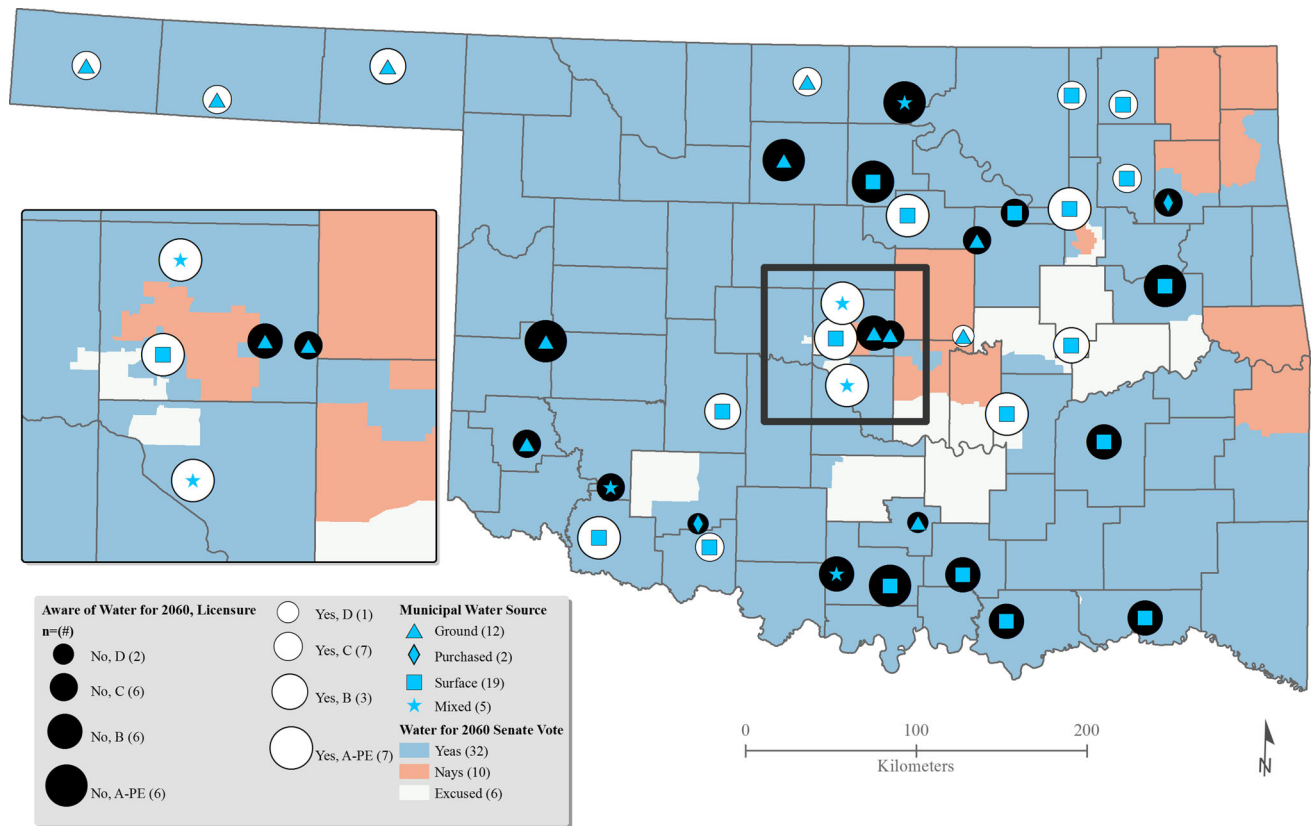 Aware of Water for 2060, Licensure
n=(#)
No, D (2)
No, C (6)
No, B (6)
No, A-PE (6)
Yes, D (1)
Yes, C (7)
Yes, B (3)
Yes, A-PE (7)
Municipal Water Source
Ground (12)
Purchased (2)
Surface (19)
Mixed (5)
Water for 2060 Senate Vote
Yeas (32)
Nays (10)
Excused (6)
0 100 200
Kilometers
N